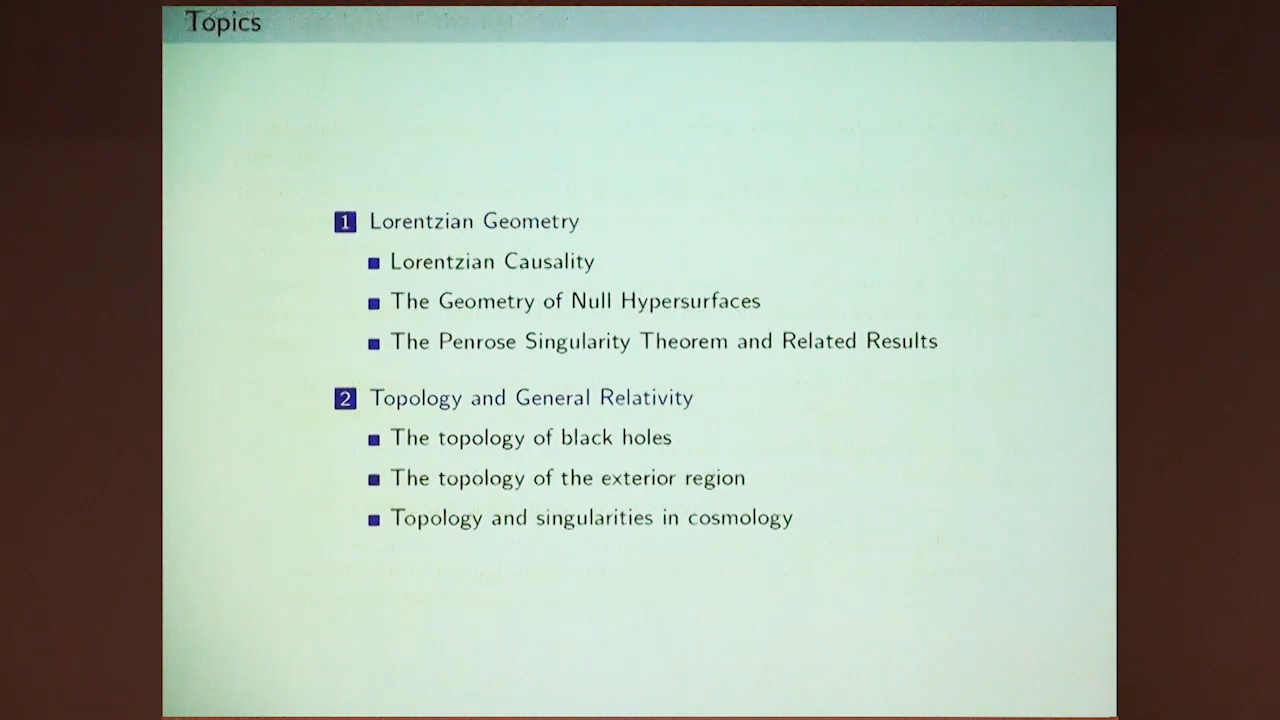 Topics
1 Lorentzian Geometry
Lorentzian Causality
The Geometry of Null Hypersurfaces
The Penrose Singularity Theorem and Related Results
2 Topology and General Relativity
The topology of black holes
The topology of the exterior region
Topology and singularities in cosmology